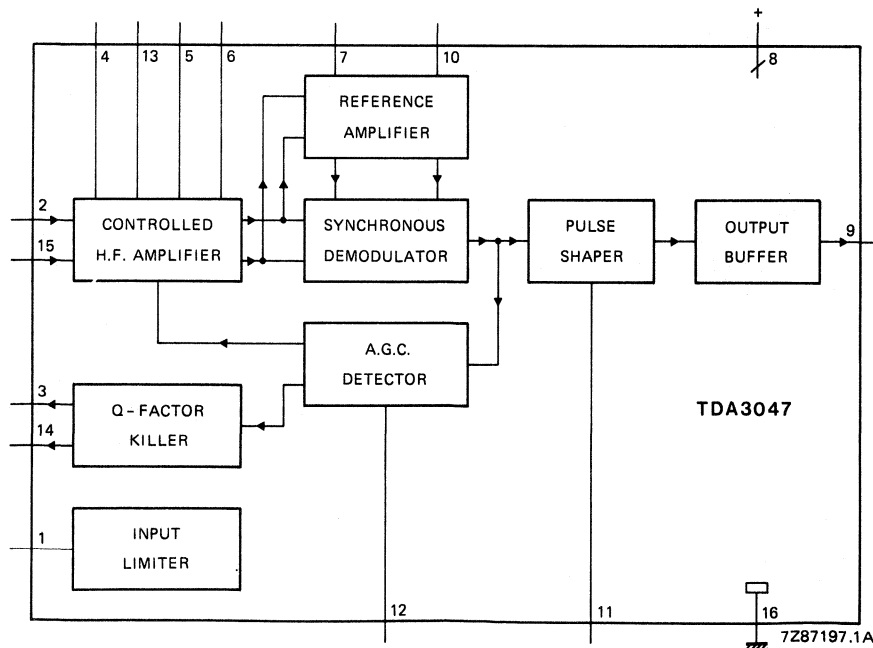 +
4 13 5 6 7 10 8
REFERENCE
AMPLIFIER
2
15
CONTROLLED
H.F. AMPLIFIER
SYNCHRONOUS
DEMODULATOR
PULSE
SHAPER
OUTPUT
BUFFER
9
A.G.C.
DETECTOR
3
14
Q-FACTOR
KILLER
TDA3047
1
INPUT
LIMITER
12 11 16
7Z87197.1A